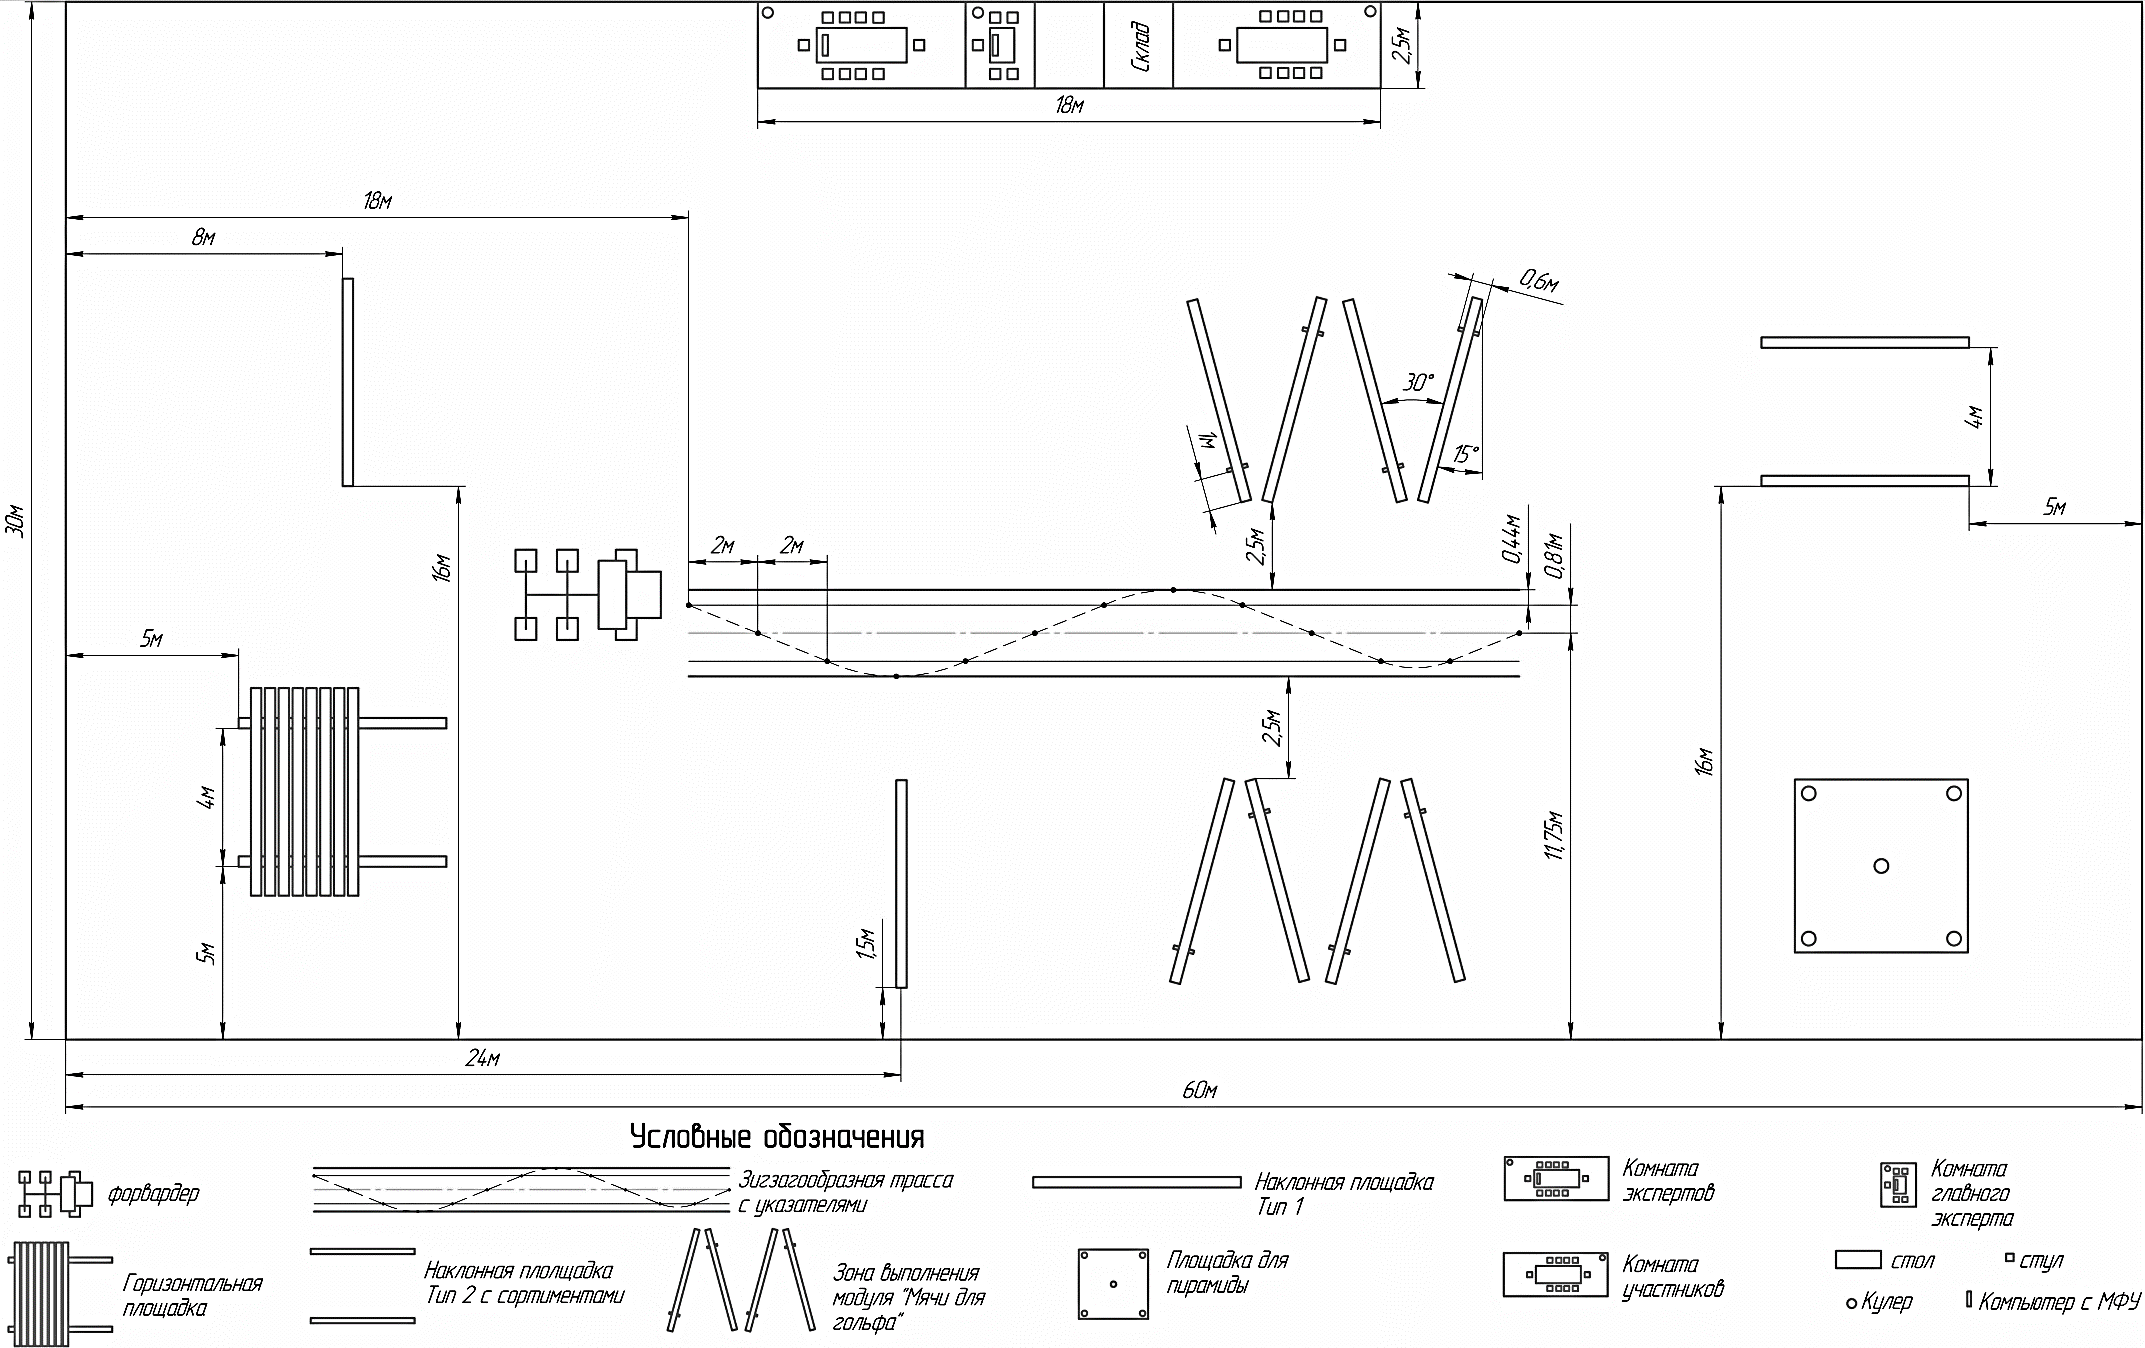 Склад
2,5м
18м
18м
8м
0,6м
30°
15°
1м
4м
5м
30м
16м
2м
2м
2,5м
0,44м
0,81м
5м
4м
5м
2,5м
11,75м
16м
1,5м
24м
60м
Условные обозначения
форвардер
Зигзагообразная трасса
с указателями
Наклонная площадка
Тип 1
Комната
экспертов
Комната
главного
эксперта
Горизонтальная
площадка
Наклонная плолщадка
Тип 2 с сортиментами
Зона выполнения
модуля "Мячи для
гольфа"
Площадка для
пирамиды
Комната
участников
стол
стул
Кулер
Компьютер с МФУ